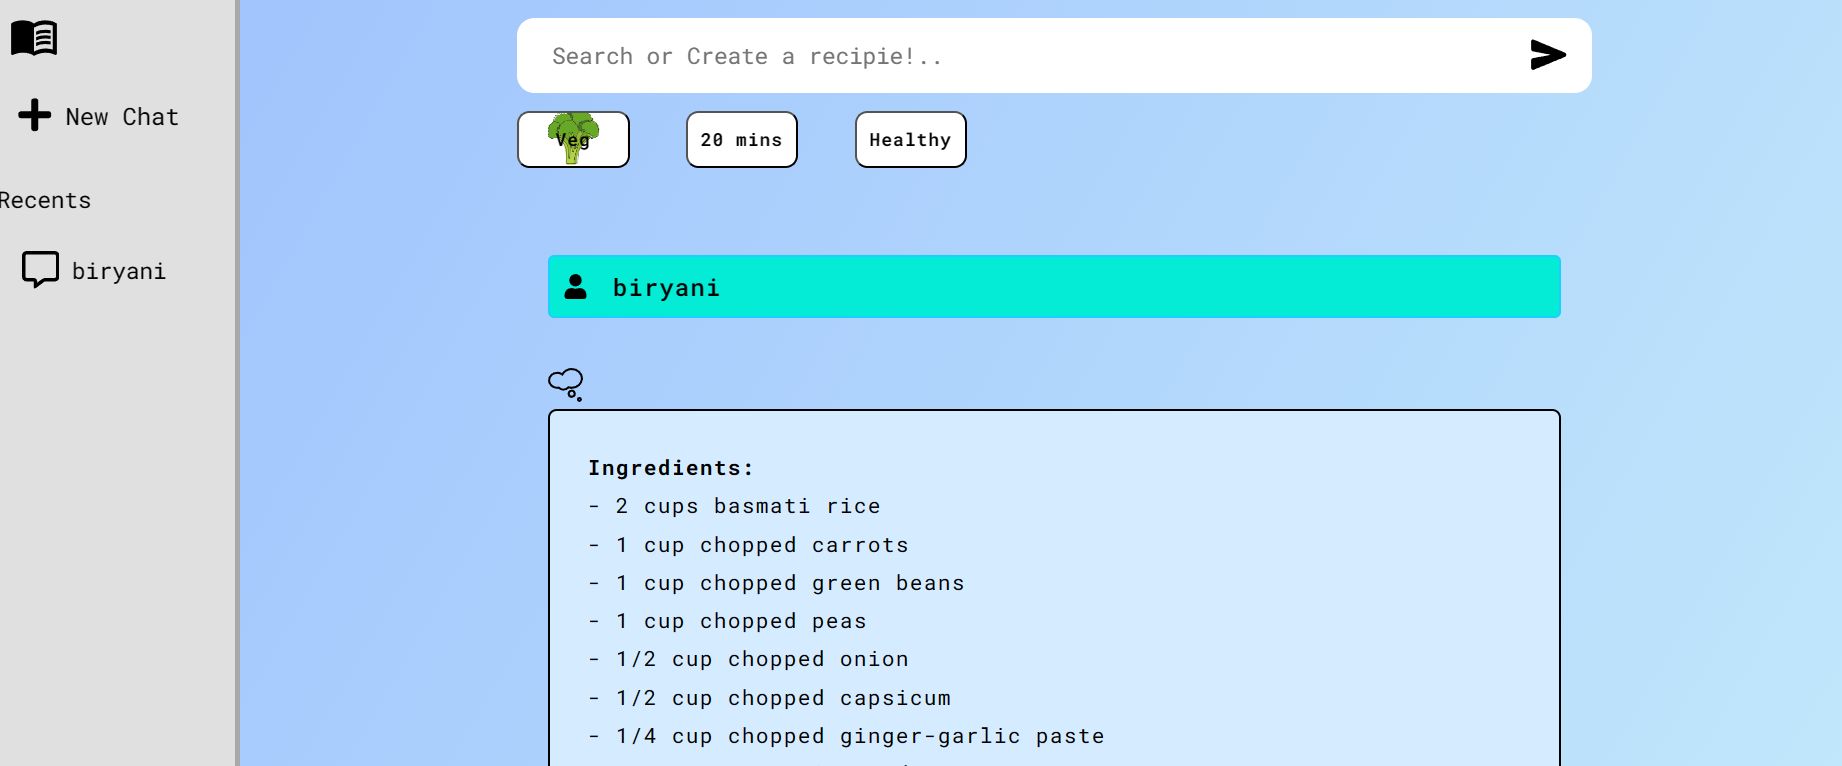 Search or Create a recipie!..
New Chat
Veg
20 mins
Healthy
Recents
biryani
biryani
Ingredients:
- 2 cups basmati rice
- 1 cup chopped carrots
- 1 cup chopped green beans
- 1 cup chopped peas
- 1/2 cup chopped onion
- 1/2 cup chopped capsicum
- 1/4 cup chopped ginger-garlic paste